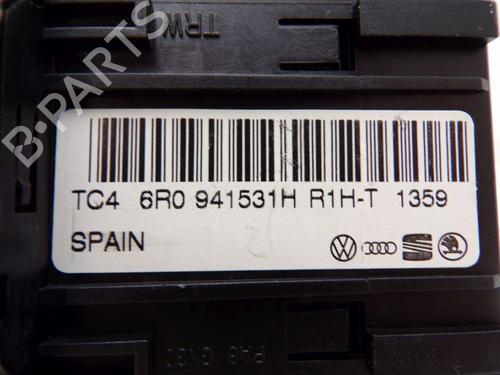 TRW
B-PARTS
TC4 6R0 941531H R1H-T 1359
SPAIN